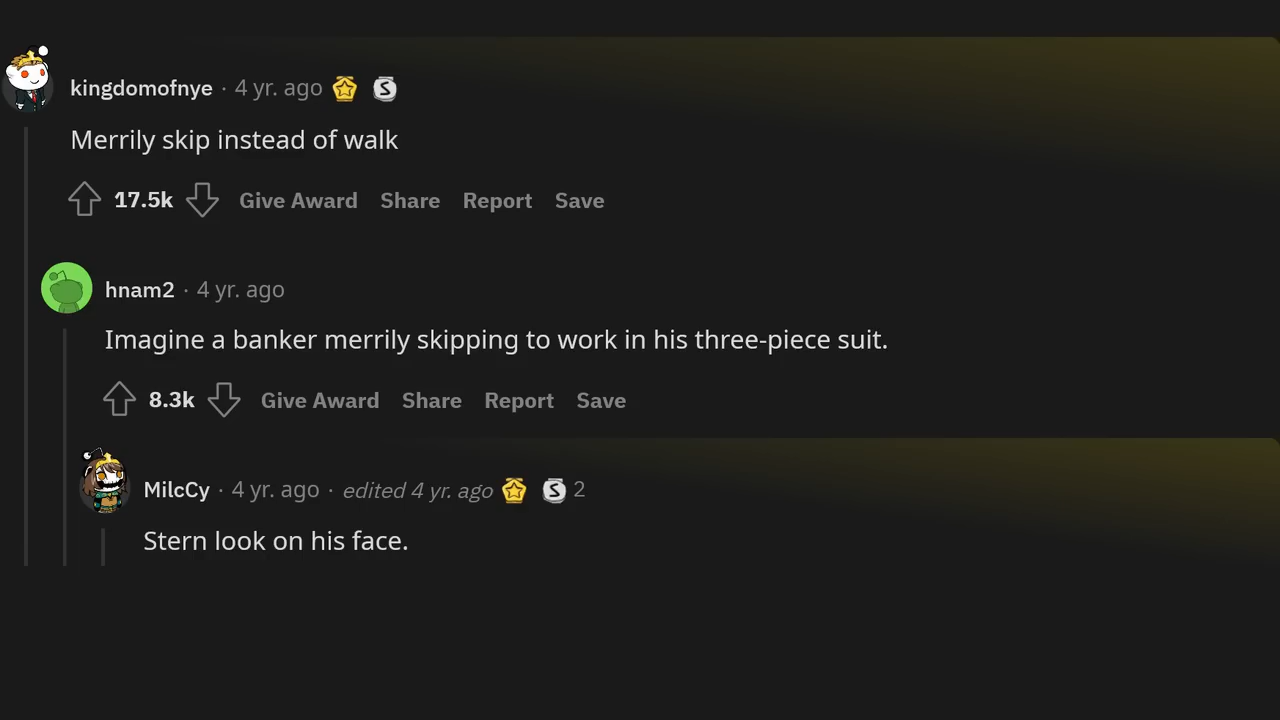 kingdomofnye · 4 yr. ago
Merrily skip instead of walk
17.5k Give Award Share Report Save
hnam2 · 4 yr. ago
Imagine a banker merrily skipping to work in his three-piece suit.
8.3k Give Award Share Report Save
MilcCy · 4 yr. ago · edited 4 yr. ago S 2
Stern look on his face.